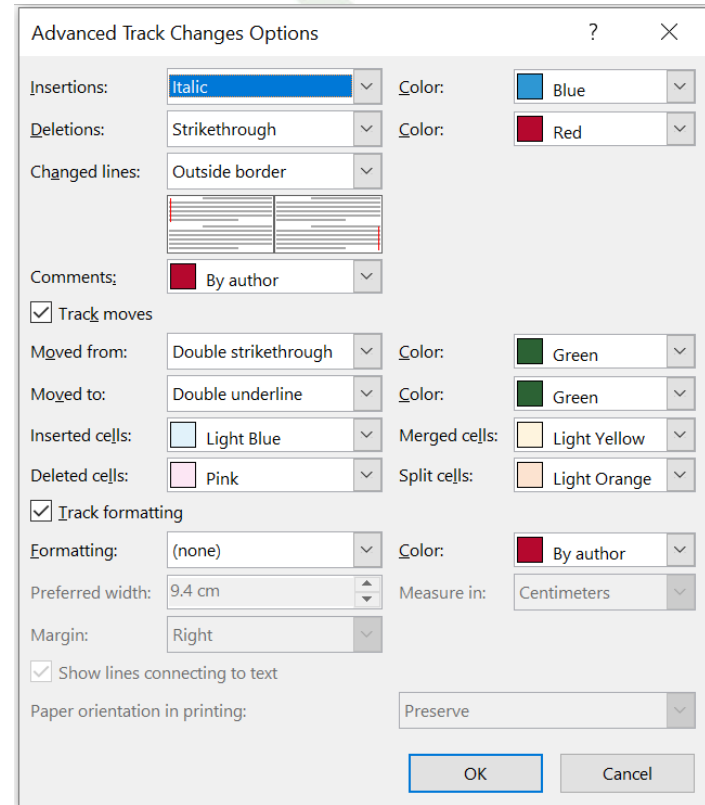 Advanced Track Changes Options ?
Insertions: Italic Color: Blue
Deletions: Strikethrough Color: Red
Changed lines: Outside border
Comments: By author
Track moves
Moved from: Double strikethrough Color: Green
Moved to: Double underline Color: Green
Inserted cells: Light Blue Merged cells: Light Yellow
Deleted cells: Pink Split cells: Light Orange
Track formatting
Formatting: (none) Color: By author
Preferred width: 9.4 cm Measure in: Centimeters
Margin: Right
Show lines connecting to text
Paper orientation in printing: Preserve
OK Cancel